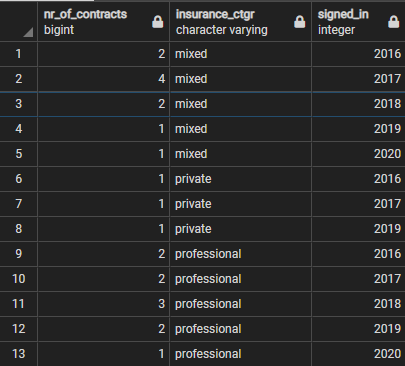 nr_of_contracts insurance_ctgr signed_in
bigint character varying integer
1 2 mixed 2016
2 4 mixed 2017
3 2 mixed 2018
4 1 mixed 2019
5 1 mixed 2020
6 1 private 2016
7 1 private 2017
8 1 private 2019
9 2 professional 2016
10 2 professional 2017
11 3 professional 2018
12 2 professional 2019
13 1 professional 2020